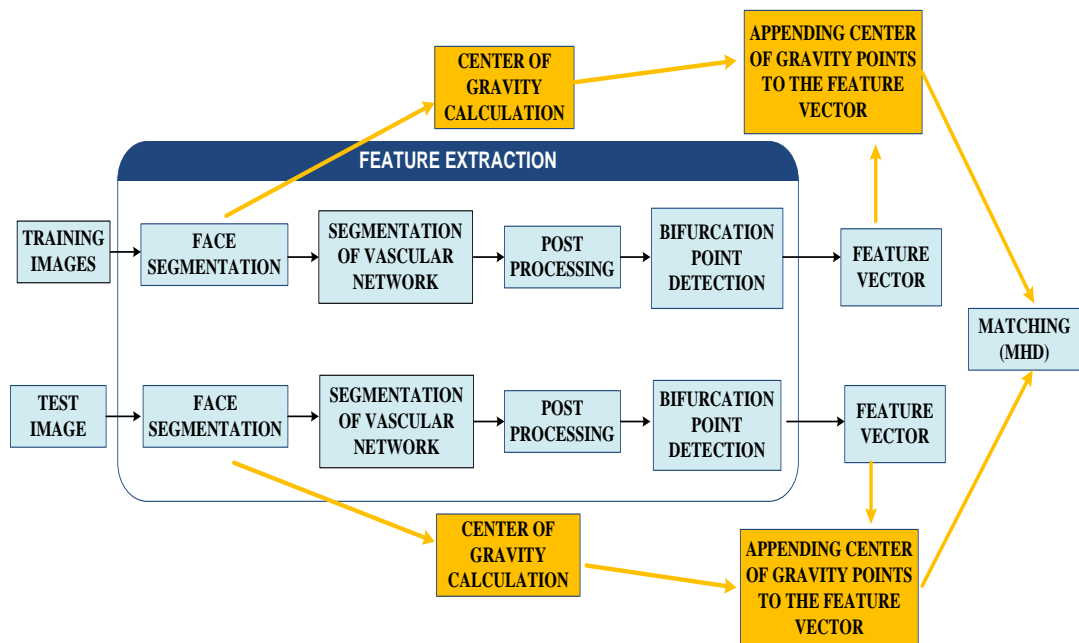 CENTER OF
GRAVITY
CALCULATION
APPENDING CENTER
OF GRAVITY POINTS
TO THE FEATURE
VECTOR
FEATURE EXTRACTION
TRAINING
IMAGES
FACE
SEGMENTATION
SEGMENTATION
OF VASCULAR
NETWORK
POST
PROCESSING
BIFURCATION
POINT
DETECTION
FEATURE
VECTOR
MATCHING
(MHD)
TEST
IMAGE
FACE
SEGMENTATION
SEGMENTATION
OF VASCULAR
NETWORK
POST
PROCESSING
BIFURCATION
POINT
DETECTION
FEATURE
VECTOR
CENTER OF
GRAVITY
CALCULATION
APPENDING CENTER
OF GRAVITY POINTS
TO THE FEATURE
VECTOR